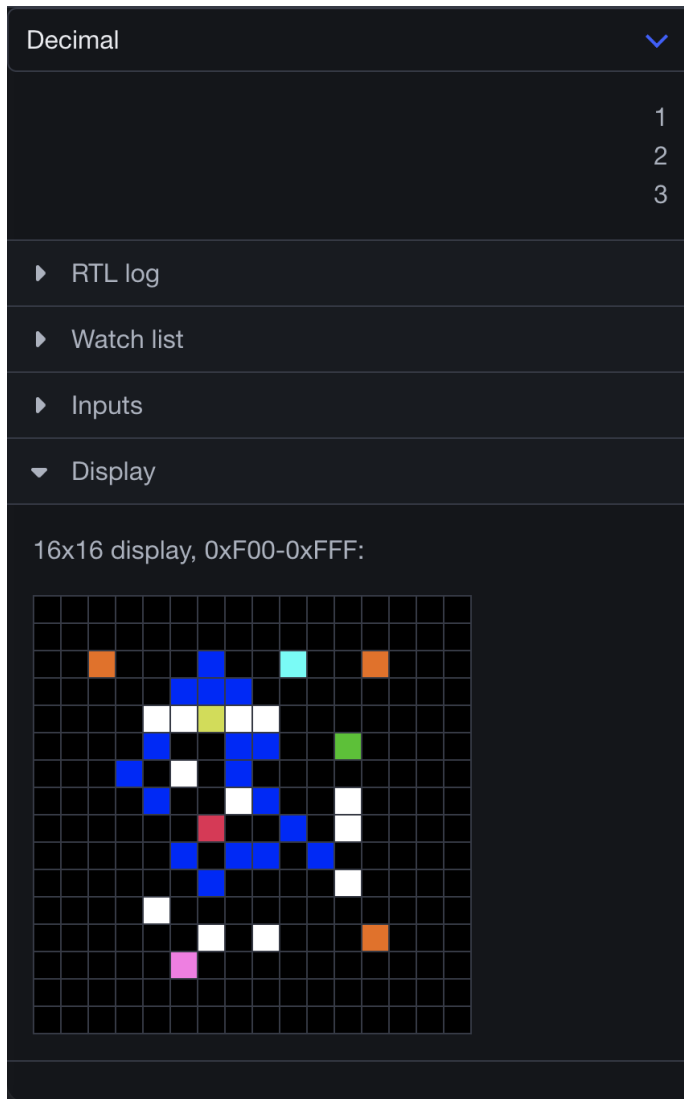 Decimal
1
2
3
RTL log
Watch list
Inputs
Display
16x16 display, 0xF00-0xFFF: